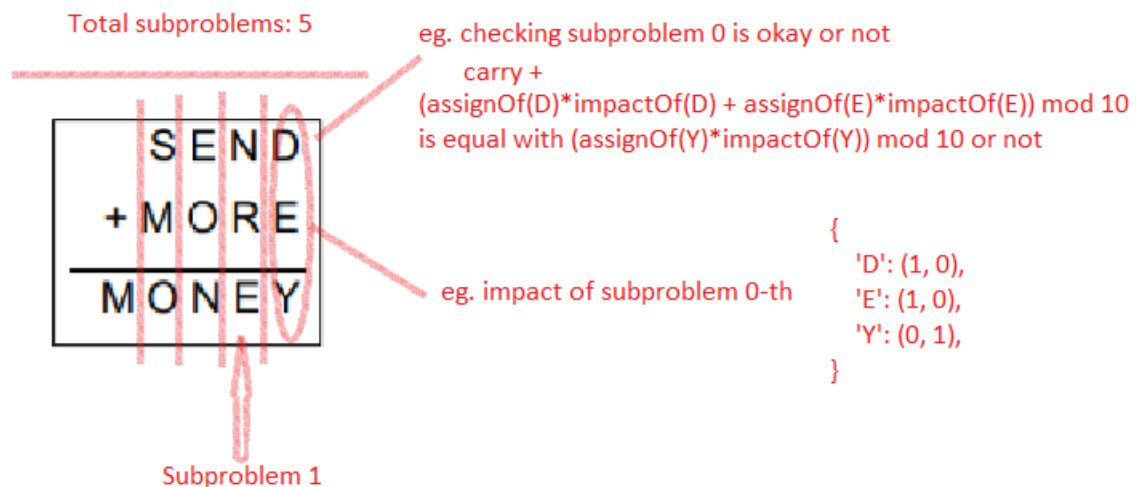 Total subproblems: 5
eg. checking subproblem 0 is okay or not
carry +
(assignOf(D)*impactOf(D) + assignOf(E)*impactOf(E)) mod 10
is equal with (assignOf(Y)*impactOf(Y)) mod 10 or not
SEND
+ MORE
MONEY
eg. impact of subproblem 0-th
{
'D': (1, 0),
'E': (1, 0),
'Y': (0, 1),
}
Subproblem 1